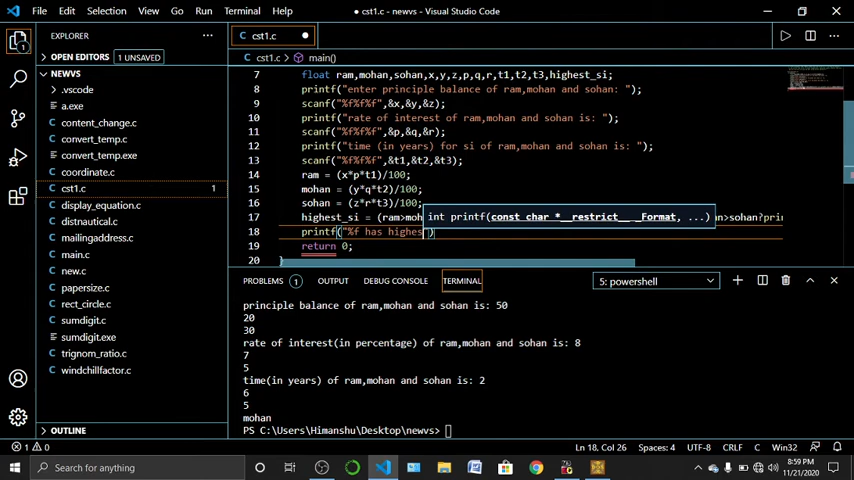 File Edit Selection View Go Run Terminal Help
● cst1.c - newvs - Visual Studio Code
EXPLORER
OPEN EDITORS 1 UNSAVED
NEWVS
.vscode
a.exe
content_change.c
convert_temp.c
convert_temp.exe
coordinate.c
cst1.c 1
display_equation.c
distnautical.c
mailingaddress.c
main.c
new.c
papersize.c
rect_circle.c
sumdigit.c
sumdigit.exe
trignom_ratio.c
windchillfactor.c
OUTLINE
cst1.c ●
cst1.c > main()
7 float ram,mohan,sohan,x,y,z,p,q,r,t1,t2,t3,highest_si;
8 printf("enter principle balance of ram,mohan and sohan: ");
9 scanf("%f%f%f",&x,&y,&z);
10 printf("rate of interest of ram,mohan and sohan is: ");
11 scanf("%f%f%f",&p,&q,&r);
12 printf("time (in years) for si of ram,mohan and sohan is: ");
13 scanf("%f%f%f",&t1,&t2,&t3);
14 ram = (x*p*t1)/100;
15 mohan = (y*q*t2)/100;
16 sohan = (z*r*t3)/100;
17 highest_si = (ram>moh
an>sohan?pri
int printf(const char *__restrict__ _Format, ...)
18 printf("%f has highes")
19 return 0;
20 }
PROBLEMS 1 OUTPUT DEBUG CONSOLE TERMINAL
5: powershell
principle balance of ram,mohan and sohan is: 50
20
30
rate of interest(in percentage) of ram,mohan and sohan is: 8
7
5
time(in years) of ram,mohan and sohan is: 2
6
5
mohan
PS C:\Users\Himanshu\Desktop\newvs>
1 0
Ln 18, Col 26 Spaces: 4 UTF-8 CRLF C Win32
Search for anything
8:59 PM
11/21/2020